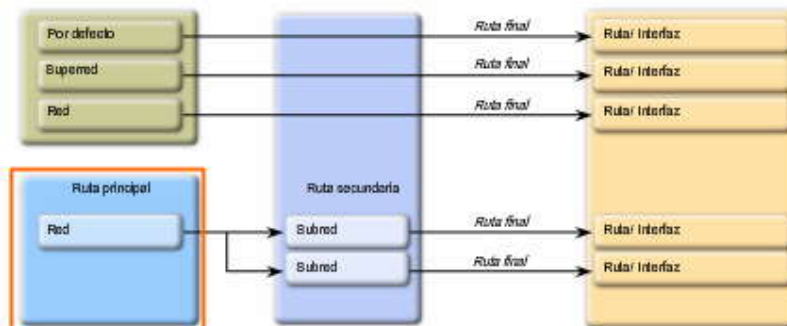 Por defecto
Ruta final
Ruta/ Interfaz
Superred
Ruta final
Ruta/ Interfaz
Red
Ruta final
Ruta/ Interfaz
Ruta principal
Ruta secundaria
Red
Subred
Ruta final
Ruta/ Interfaz
Subred
Ruta final
Ruta/ Interfaz